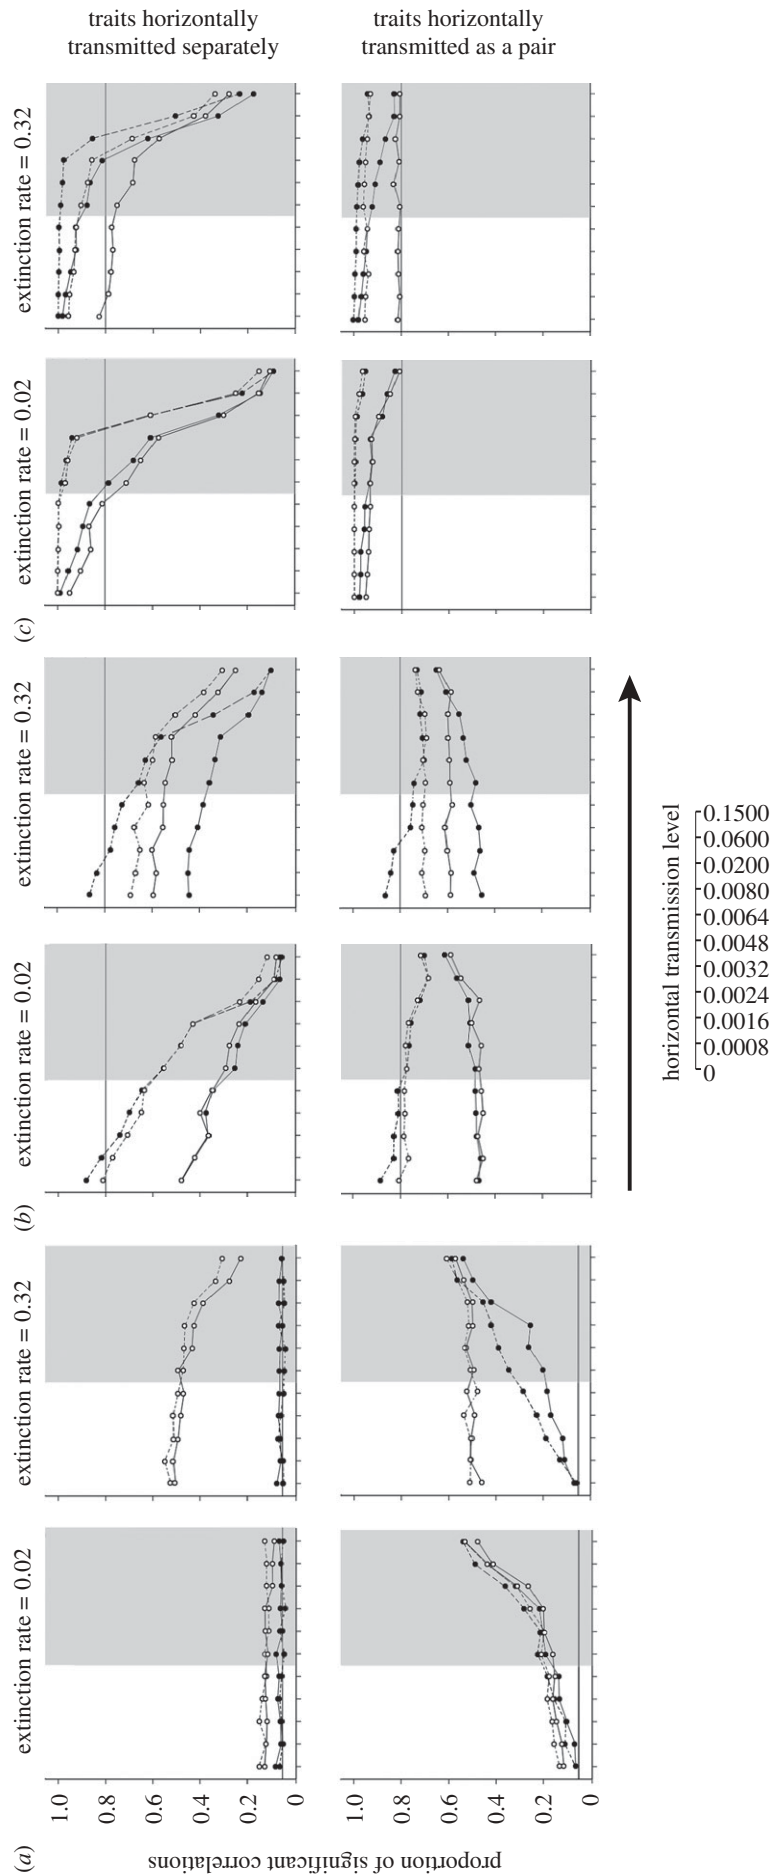 traits horizontally
transmitted separately
traits horizontally
transmitted as a pair
(a)
extinction rate = 0.02
extinction rate = 0.32
(b)
extinction rate = 0.02
extinction rate = 0.32
(c)
extinction rate = 0.02
extinction rate = 0.32
proportion of significant correlations
1.0
0.8
0.6
0.4
0.2
0
1.0
0.8
0.6
0.4
0.2
0
horizontal transmission level
0.1500
0.0600
0.0200
0.0080
0.0064
0.0048
0.0032
0.0024
0.0016
0.0008
0